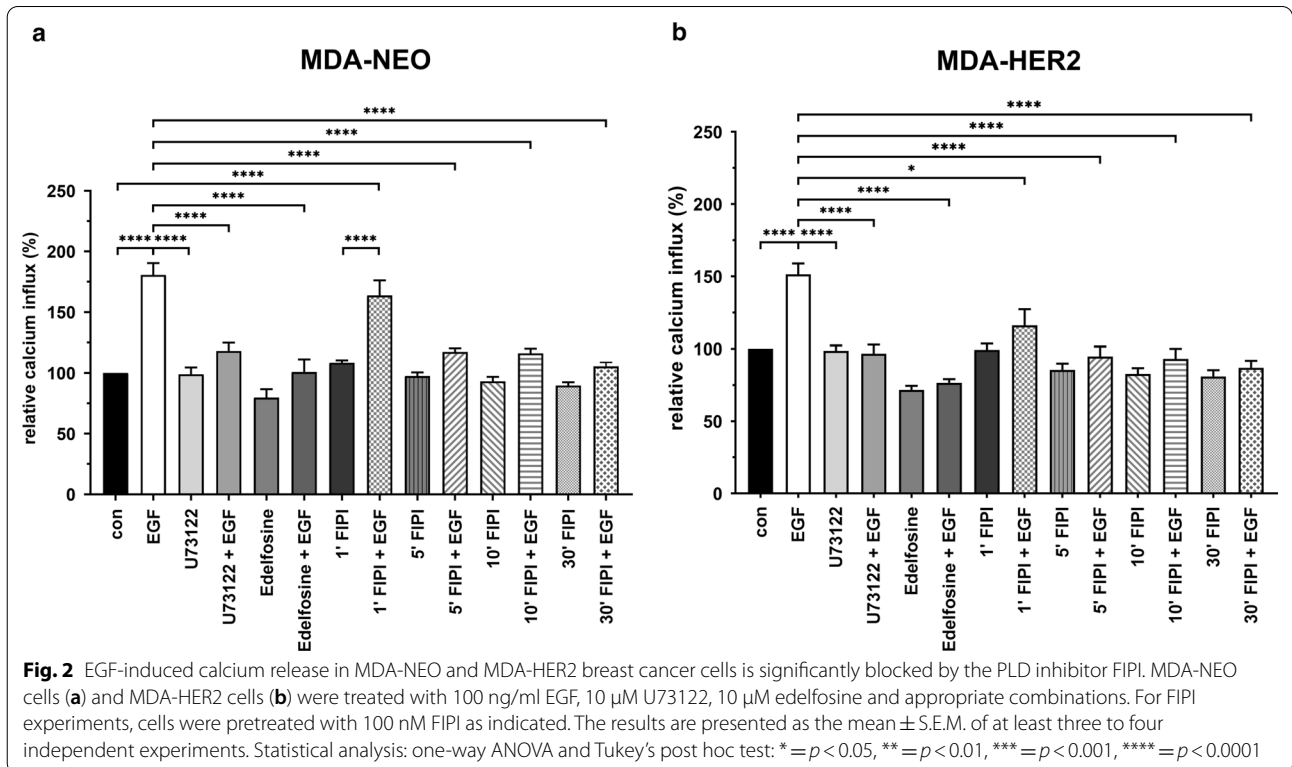 a
MDA-NEO
****
****
****
****
****
****
**** ****
****
relative calcium influx (%)
250
200
150
100
50
0
con
EGF
U73122
U73122 + EGF
Edelfosine
Edelfosine + EGF
1' FIPI
1' FIPI + EGF
5' FIPI
5' FIPI + EGF
10' FIPI
10' FIPI + EGF
30' FIPI
30' FIPI + EGF
b
MDA-HER2
****
****
****
*
****
****
**** ****
relative calcium influx (%)
250
200
150
100
50
0
con
EGF
U73122
U73122 + EGF
Edelfosine
Edelfosine + EGF
1' FIPI
1' FIPI + EGF
5' FIPI
5' FIPI + EGF
10' FIPI
10' FIPI + EGF
30' FIPI
30' FIPI + EGF
Fig. 2 EGF-induced calcium release in MDA-NEO and MDA-HER2 breast cancer cells is significantly blocked by the PLD inhibitor FIPI. MDA-NEO
cells (a) and MDA-HER2 cells (b) were treated with 100 ng/ml EGF, 10 µM U73122, 10 µM edelfosine and appropriate combinations. For FIPI
experiments, cells were pretreated with 100 nM FIPI as indicated. The results are presented as the mean ± S.E.M. of at least three to four
independent experiments. Statistical analysis: one-way ANOVA and Tukey's post hoc test: * = p < 0.05, ** = p < 0.01, *** = p < 0.001, **** = p < 0.0001